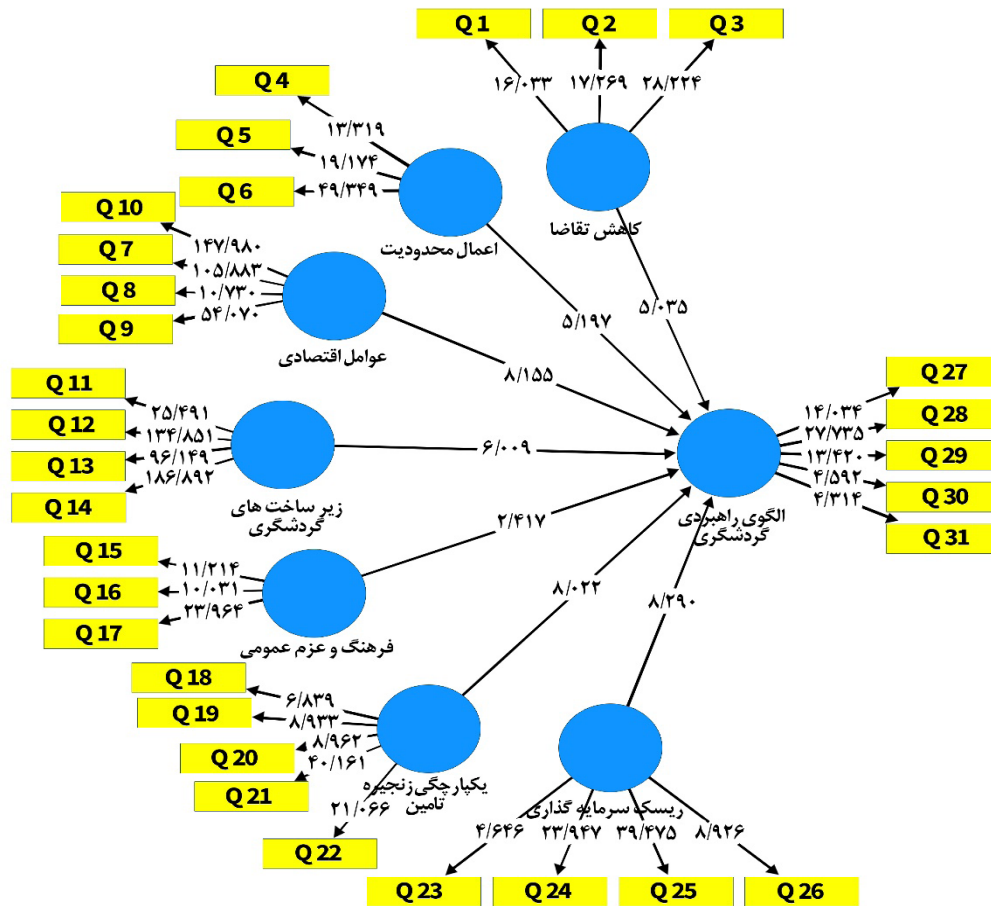 Q 1
Q 2
Q 3
۱۶/۰۳۳
۱۷/۲۶۹
۲۸/۲۲۴
کاهش تقاضا
۵/۰۳۵
Q 4
Q 5
Q 6
۱۳/۳۱۹
۱۹/۱۷۴
۴۹/۳۴۹
اعمال محدودیت
۵/۱۹۷
Q 10
Q 7
Q 8
Q 9
۱۴۷/۹۸۰
۱۰۵/۸۸۳
۱۰/۷۳۰
۵۴/۰۷۰
عوامل اقتصادی
۸/۱۵۵
Q 11
Q 12
Q 13
Q 14
۲۵/۴۹۱
۱۳۴/۸۵۱
۹۶/۱۴۹
۱۸۶/۸۹۲
زیر ساخت های
گردشگری
۶/۰۰۹
Q 15
Q 16
Q 17
۱۱/۲۱۴
۱۰/۰۳۱
۲۳/۹۶۴
فرهنگ و عزم عمومی
۲/۴۱۷
Q 18
Q 19
Q 20
Q 21
Q 22
۶/۸۳۹
۸/۹۳۳
۸/۹۶۲
۴۰/۱۶۱
۲۱/۰۶۶
یکپارچگی زنجیره
تامین
۸/۰۲۲
ریسک سرمایه گذاری
۸/۲۹۰
۴/۶۴۶
۲۳/۹۴۷
۳۹/۴۷۵
۸/۹۲۶
Q 23
Q 24
Q 25
Q 26
الگوی راهبردی
گردشگری
۱۴/۰۳۴
۲۷/۷۳۵
۱۳/۴۲۰
۴/۵۹۲
۴/۳۱۴
Q 27
Q 28
Q 29
Q 30
Q 31